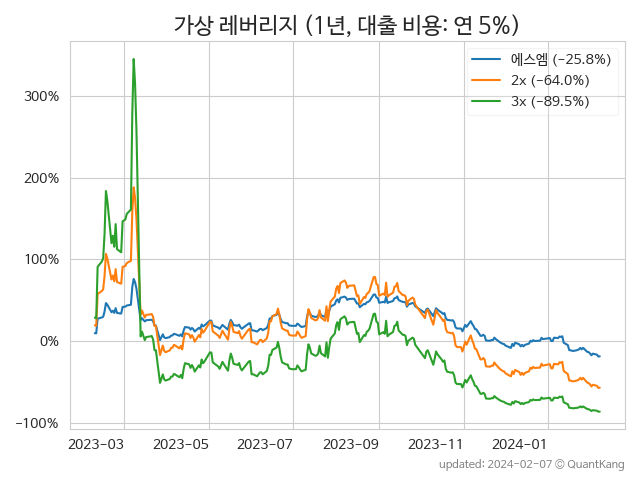 가상 레버리지 (1년, 대출 비용: 연 5%)
에스엠 (−25.8%)
2x (−64.0%)
3x (−89.5%)
300%
200%
100%
0%
−100%
2023-03 2023-05 2023-07 2023-09 2023-11 2024-01
updated: 2024-02-07 © QuantKang